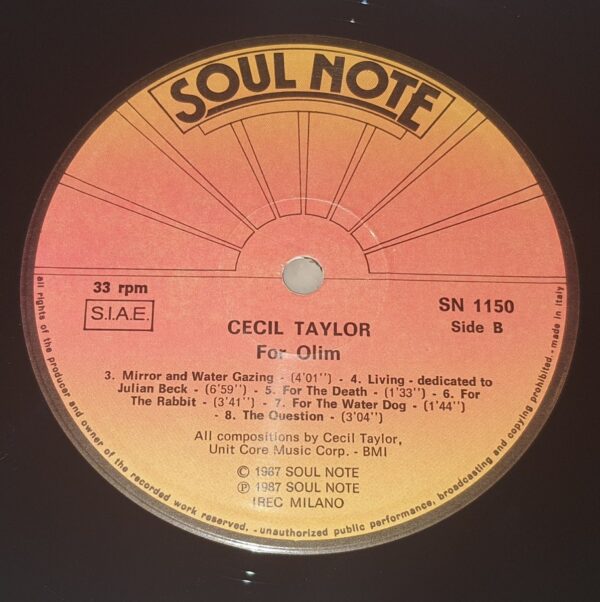 SOUL NOTE
33 rpm
S.I.A.E.
SN 1150
Side B
CECIL TAYLOR
For Olim
3. Mirror and Water Gazing - (4'01'') - 4. Living - dedicated to
Julian Beck - (6'59'') - 5. For The Death - (1'33'') - 6. For
The Rabbit - (3'41'') - 7. For The Water Dog - (1'44'')
- 8. The Question - (3'04'')
All compositions by Cecil Taylor,
Unit Core Music Corp. - BMI
© 1987 SOUL NOTE
℗ 1987 SOUL NOTE
IREC MILANO
all rights of the producer and owner of the recorded work reserved. - unauthorized public performance, broadcasting and copying prohibited. - made in italy